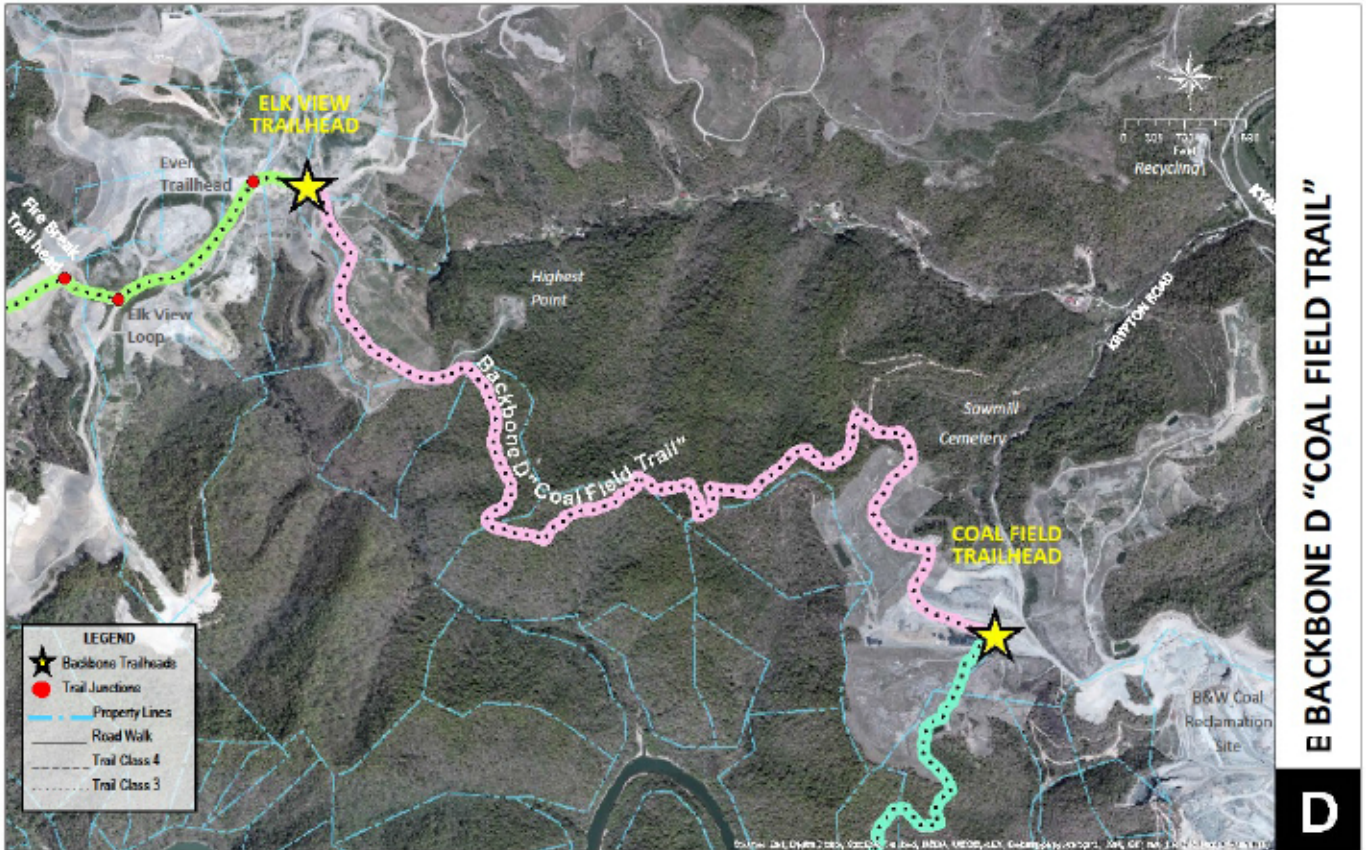 ELK VIEW
TRAILHEAD
Trailhead
Fire Break
Trail head
Elk View
Loop
Highest
Point
Backbone D "Coal Field Trail"
Feet
Recycling
KRYPTON ROAD
Sawmill
Cemetery
COAL FIELD
TRAILHEAD
B&W Coal
Reclamation
Site
LEGEND
Backbone Trailheads
Trail Junctions
Property Lines
Road Walk
Trail Class 4
Trail Class 3
E BACKBONE D “COAL FIELD TRAIL”
D